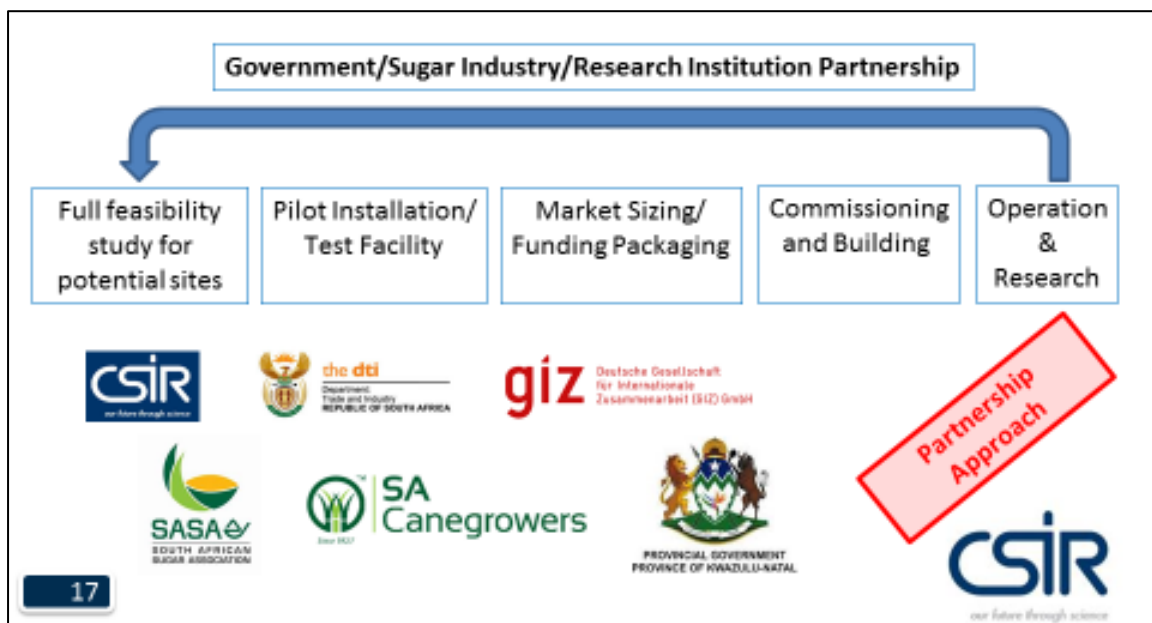 Government/Sugar Industry/Research Institution Partnership
Full feasibility
study for
potential sites
Pilot Installation/
Test Facility
Market Sizing/
Funding Packaging
Commissioning
and Building
Operation
&
Research
CSIR
our future through science
the dti
Department:
Trade and Industry
REPUBLIC OF SOUTH AFRICA
giz
Deutsche Gesellschaft
für Internationale
Zusammenarbeit (GIZ) GmbH
Partnership
Approach
SASA
SOUTH AFRICAN
SUGAR ASSOCIATION
TM
SA
Canegrowers
Since 1927
PROVINCIAL GOVERNMENT
PROVINCE OF KWAZULU-NATAL
CSIR
our future through science
17